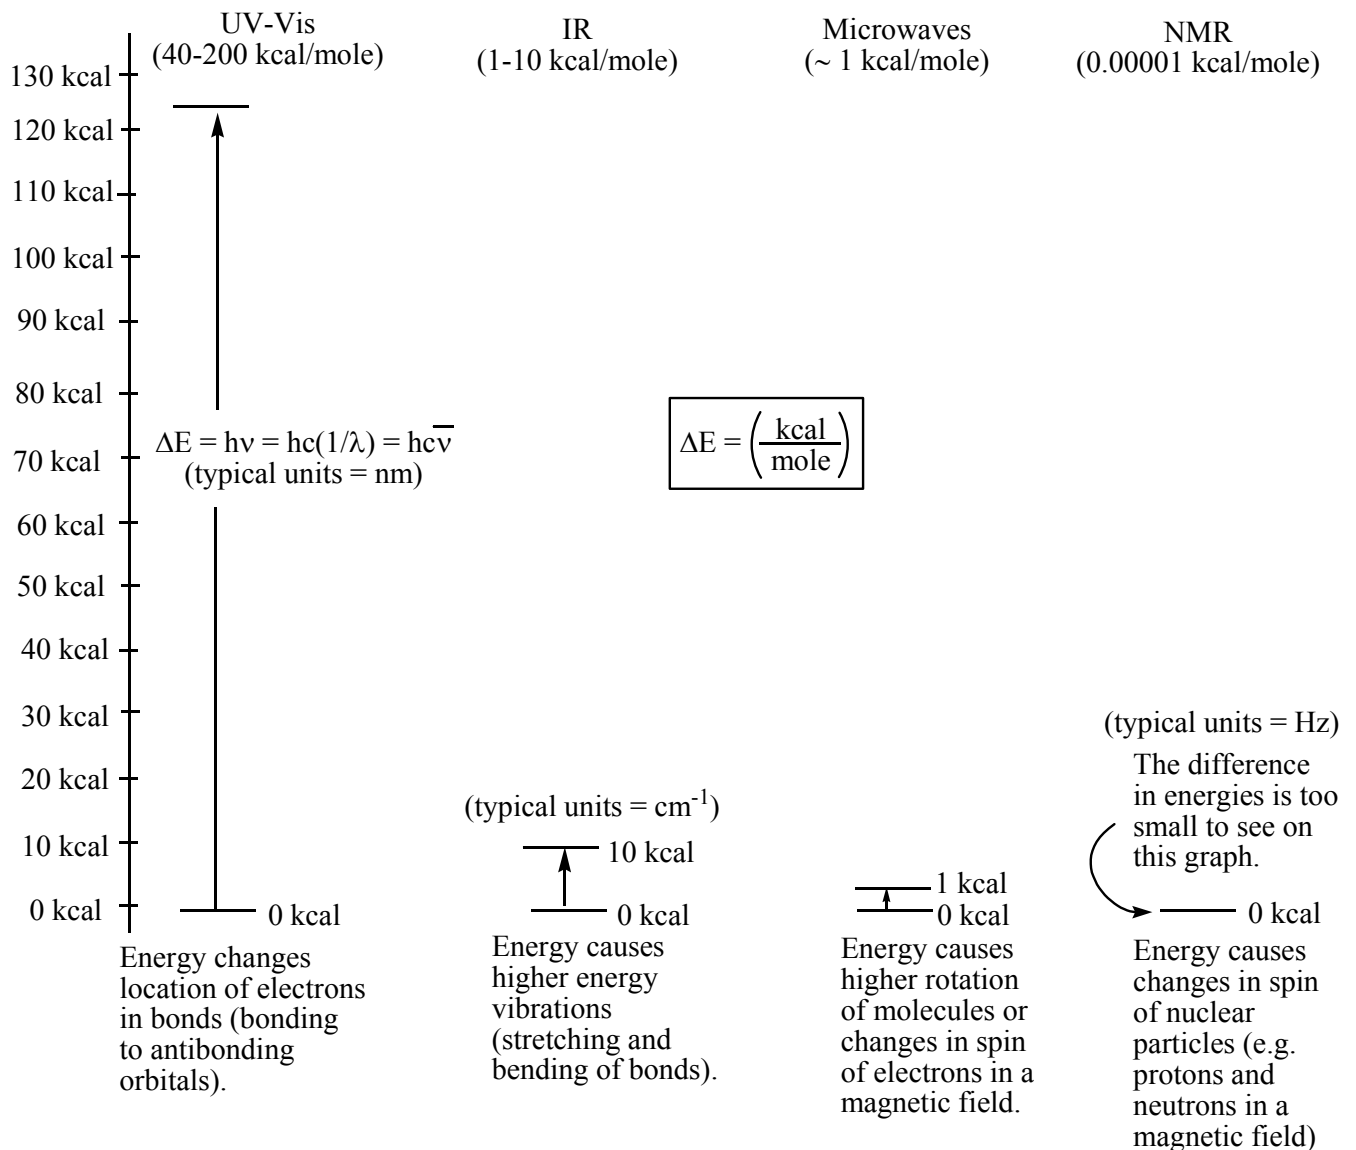 UV-Vis
(40-200 kcal/mole)
IR
(1-10 kcal/mole)
Microwaves
(~ 1 kcal/mole)
NMR
(0.00001 kcal/mole)
130 kcal
120 kcal
110 kcal
100 kcal
90 kcal
80 kcal
70 kcal
60 kcal
50 kcal
40 kcal
30 kcal
20 kcal
10 kcal
0 kcal
ΔE = hν = hc(1/λ) = hcν̅
(typical units = nm)
0 kcal
Energy changes
location of electrons
in bonds (bonding
to antibonding
orbitals).
ΔE = (kcal/mole)
(typical units = cm⁻¹)
10 kcal
0 kcal
Energy causes
higher energy
vibrations
(stretching and
bending of bonds).
1 kcal
0 kcal
Energy causes
higher rotation
of molecules or
changes in spin
of electrons in a
magnetic field.
(typical units = Hz)
The difference
in energies is too
small to see on
this graph.
0 kcal
Energy causes
changes in spin
of nuclear
particles (e.g.
protons and
neutrons in a
magnetic field)